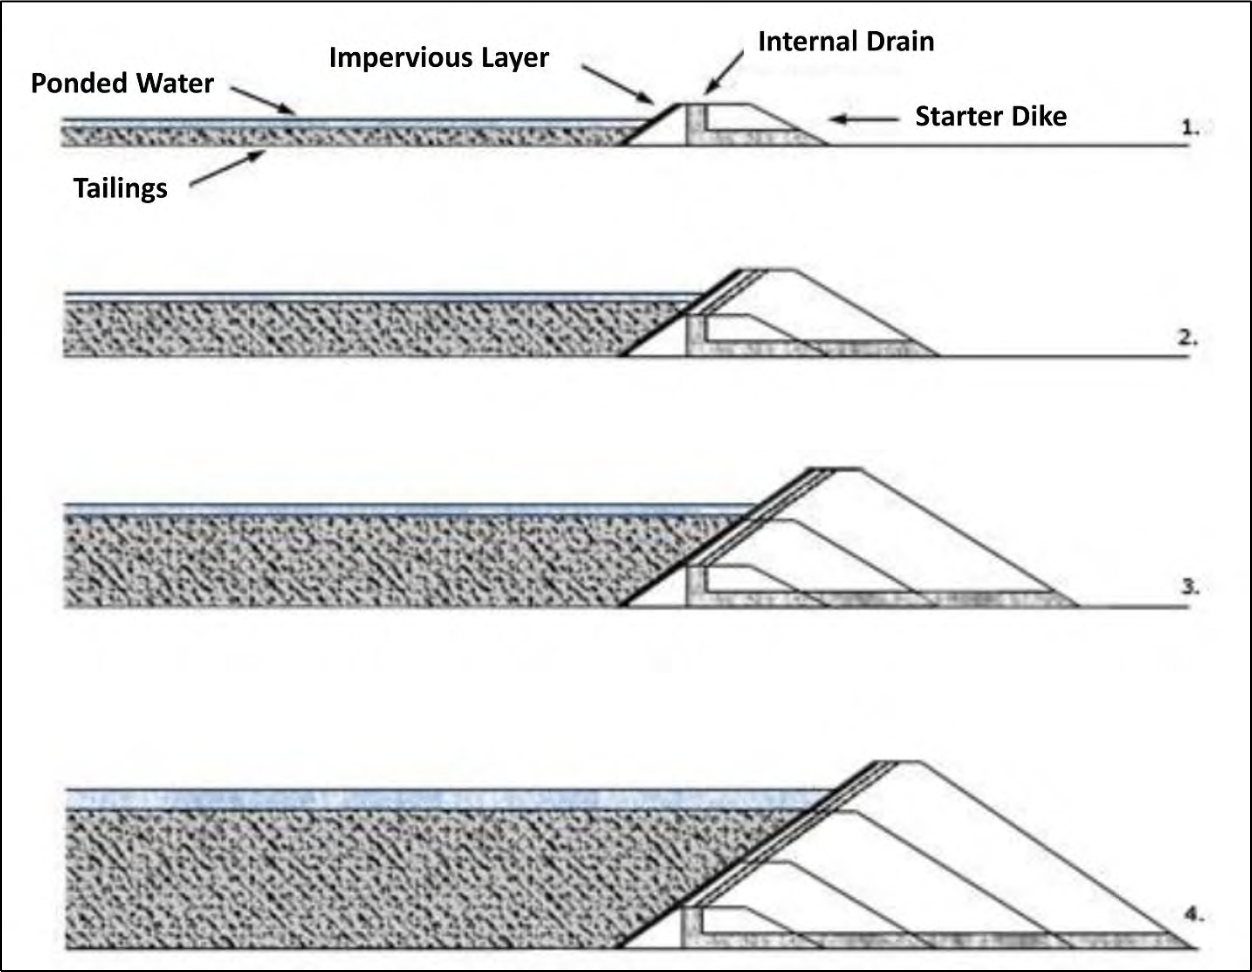 Internal Drain
Impervious Layer
Ponded Water
Starter Dike
1.
Tailings
2.
3.
4.